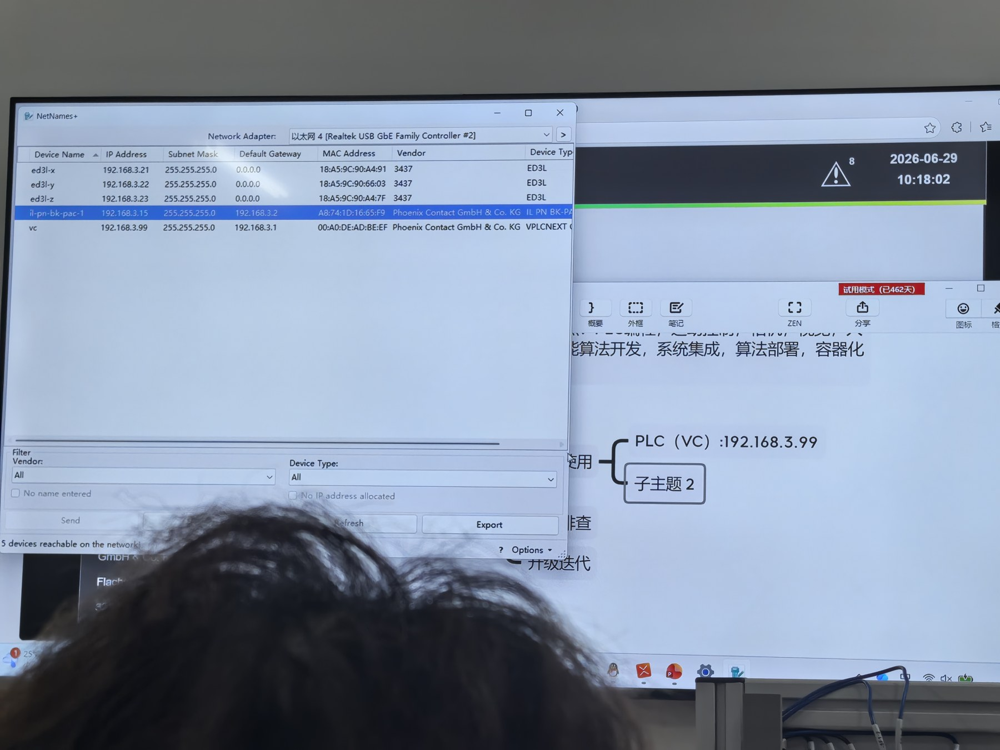 NetNames+
Network Adapter: 以太网 4 [Realtek USB GbE Family Controller #2] >
Device Name IP Address Subnet Mask Default Gateway MAC Address Vendor Device Typ
ed3l-x 192.168.3.21 255.255.255.0 0.0.0.0 18:A5:9C:90:A4:91 3437 ED3L
ed3l-y 192.168.3.22 255.255.255.0 0.0.0.0 18:A5:9C:90:66:03 3437 ED3L
ed3l-z 192.168.3.23 255.255.255.0 0.0.0.0 18:A5:9C:90:A4:7F 3437 ED3L
il-pn-bk-pac-1 192.168.3.15 255.255.255.0 192.168.3.2 A8:74:1D:16:65:F9 Phoenix Contact GmbH & Co. KG IL PN BK-PA
vc 192.168.3.99 255.255.255.0 192.168.3.1 00:A0:DE:AD:BE:EF Phoenix Contact GmbH & Co. KG VPLCNEXT
Filter
Vendor: Device Type:
All All
No name entered No IP address allocated
Send Refresh Export
5 devices reachable on the network!
? Options
8
2026-06-29
10:18:02
试用模式 (已462天)
概要 外框 笔记 ZEN 分享 图标
能算法开发，系统集成，算法部署，容器化
使用
PLC（VC）:192.168.3.99
子主题 2
排查
升级迭代
GmbH &
Flach
1
25°